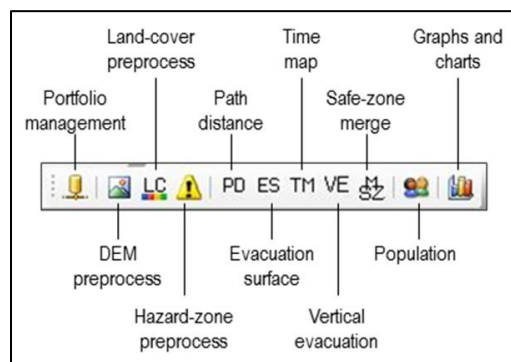 Land-cover
preprocess
Time
map
Graphs and
charts
Portfolio
management
Path
distance
Safe-zone
merge
LC PD ES TM VE M
SZ
DEM
preprocess
Evacuation
surface
Population
Hazard-zone
preprocess
Vertical
evacuation